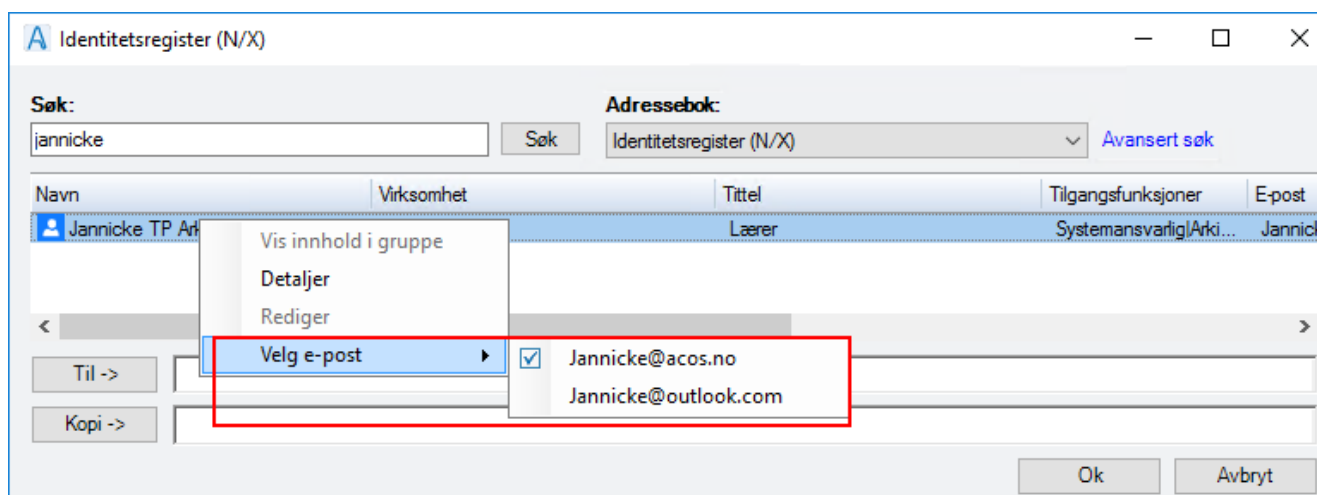 Identitetsregister (N/X)
Søk: Adressebok:
jannicke Søk Identitetsregister (N/X) Avansert søk
Navn Virksomhet Tittel Tilgangsfunksjoner E-post
Jannicke TP Lærer Systemansvarlig|Arki... Jannick
Vis innhold i gruppe
Detaljer
Rediger
Velg e-post Jannicke@acos.no
Til -> Jannicke@outlook.com
Kopi ->
Ok Avbryt